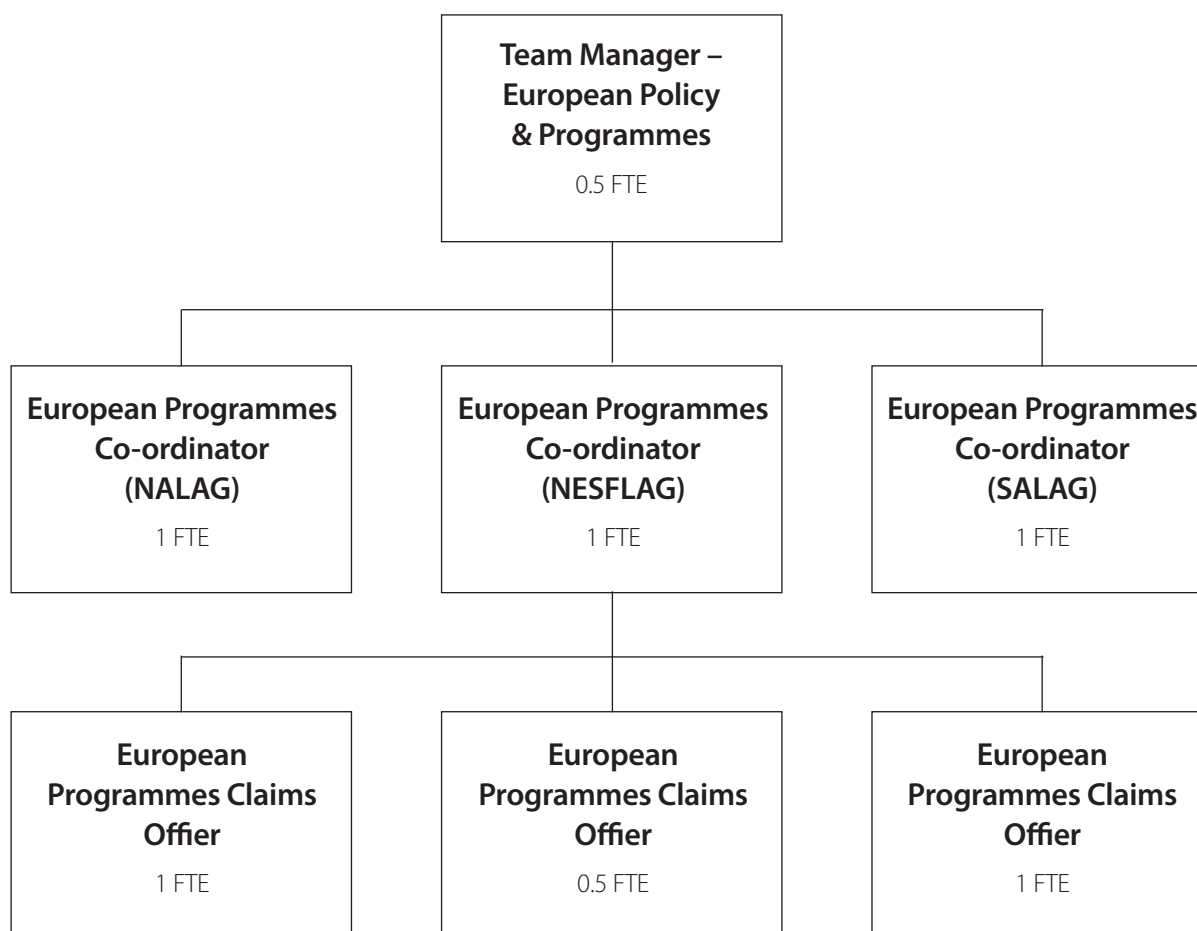 Team Manager –
European Policy
& Programmes
0.5 FTE
European Programmes
Co-ordinator
(NALAG)
1 FTE
European Programmes
Co-ordinator
(NESFLAG)
1 FTE
European Programmes
Co-ordinator
(SALAG)
1 FTE
European
Programmes Claims
Offier
1 FTE
European
Programmes Claims
Offier
0.5 FTE
European
Programmes Claims
Offier
1 FTE